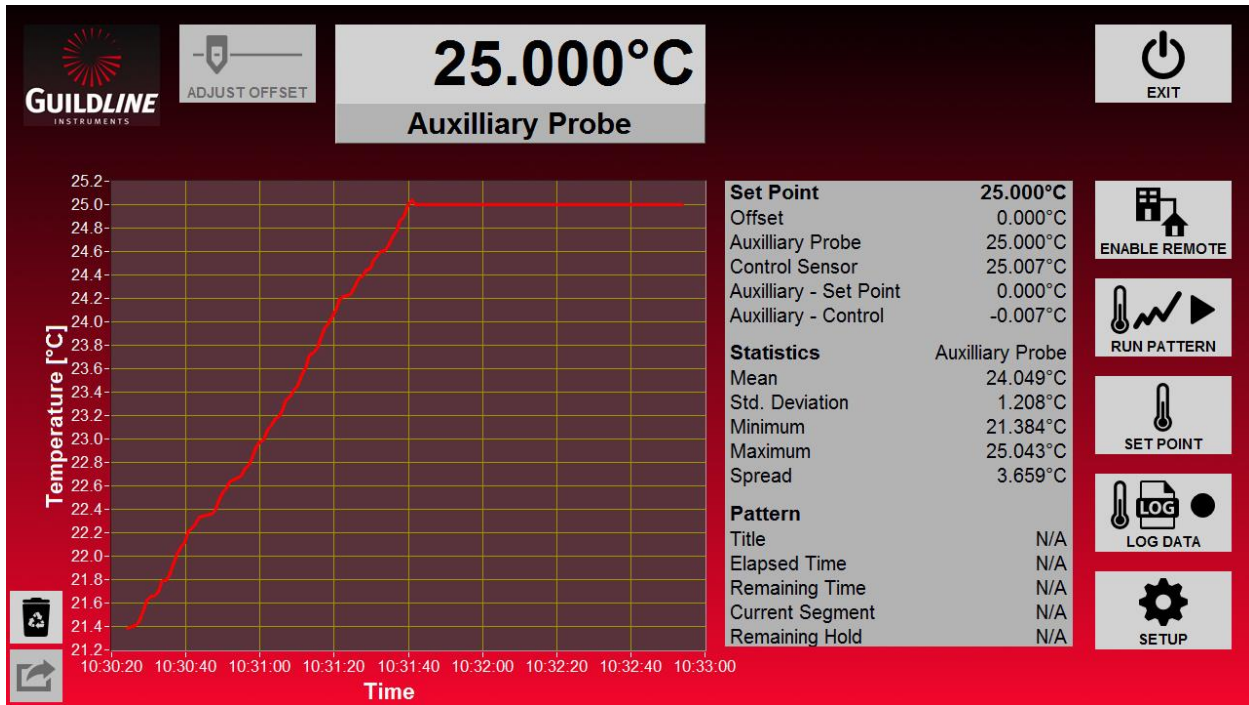 GUILDLINE
INSTRUMENTS
ADJUST OFFSET
25.000°C
Auxilliary Probe
EXIT
Temperature [°C]
25.2
25.0
24.8
24.6
24.4
24.2
24.0
23.8
23.6
23.4
23.2
23.0
22.8
22.6
22.4
22.2
22.0
21.8
21.6
21.4
21.2
10:30:20 10:30:40 10:31:00 10:31:20 10:31:40 10:32:00 10:32:20 10:32:40 10:33:00
Time
Set Point 25.000°C
Offset 0.000°C
Auxilliary Probe 25.000°C
Control Sensor 25.007°C
Auxilliary - Set Point 0.000°C
Auxilliary - Control -0.007°C
Statistics Auxilliary Probe
Mean 24.049°C
Std. Deviation 1.208°C
Minimum 21.384°C
Maximum 25.043°C
Spread 3.659°C
Pattern
Title N/A
Elapsed Time N/A
Remaining Time N/A
Current Segment N/A
Remaining Hold N/A
ENABLE REMOTE
RUN PATTERN
SET POINT
LOG
LOG DATA
SETUP